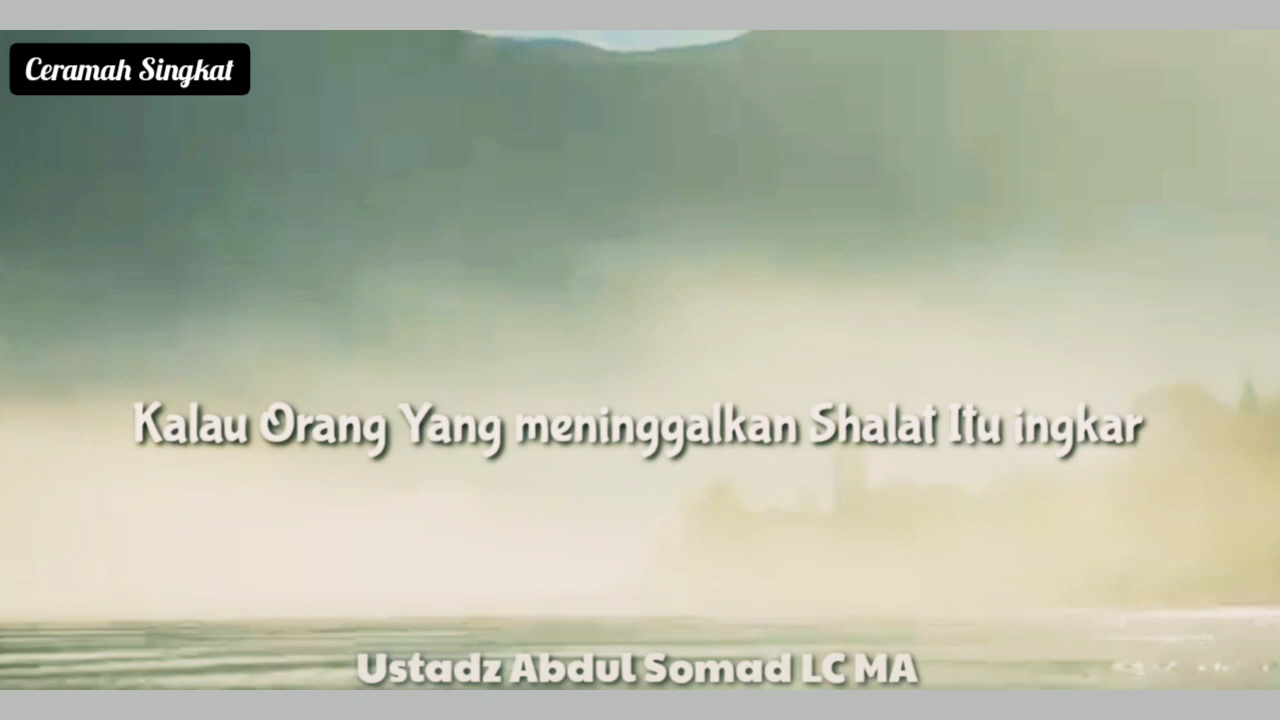 Ceramah Singkat
Kalau Orang Yang meninggalkan Shalat Itu ingkar
Ustadz Abdul Somad LC MA